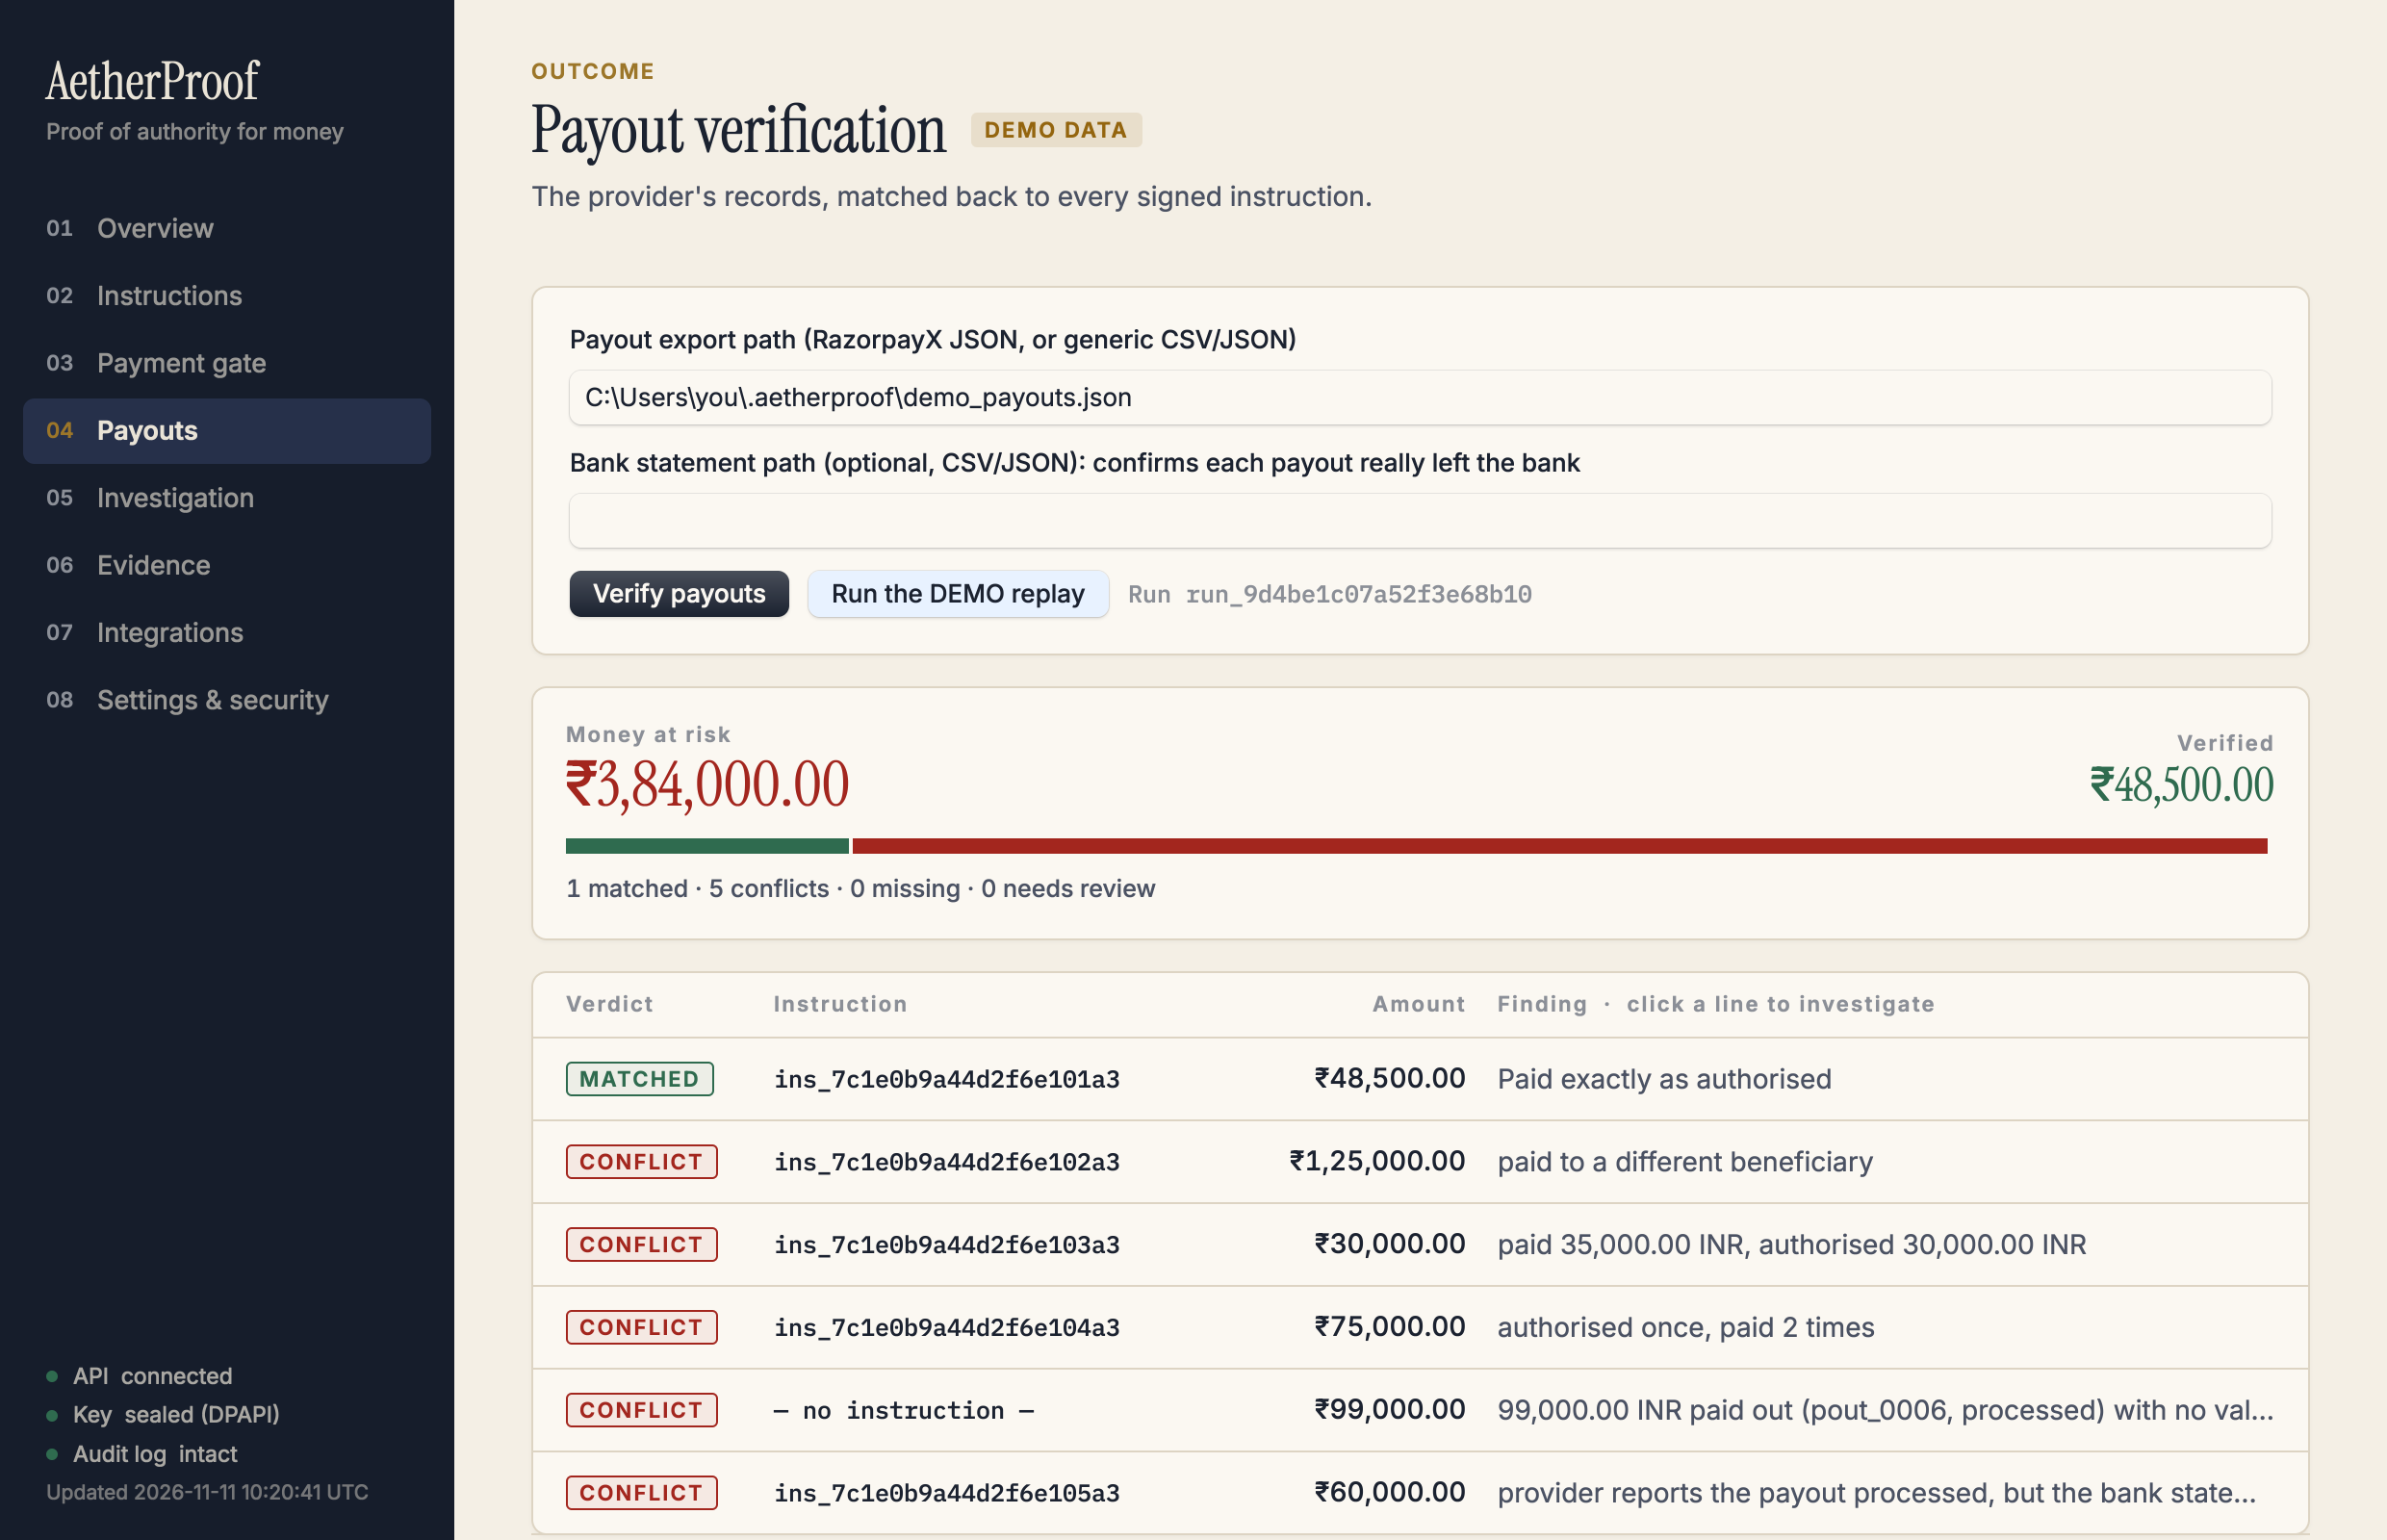 AetherProof
Proof of authority for money
01 Overview
02 Instructions
03 Payment gate
04 Payouts
05 Investigation
06 Evidence
07 Integrations
08 Settings & security
API connected
Key sealed (DPAPI)
Audit log intact
Updated 2026-11-11 10:20:41 UTC
OUTCOME
Payout verification DEMO DATA
The provider's records, matched back to every signed instruction.
Payout export path (RazorpayX JSON, or generic CSV/JSON)
C:\Users\you\.aetherproof\demo_payouts.json
Bank statement path (optional, CSV/JSON): confirms each payout really left the bank
Verify payouts Run the DEMO replay Run run_9d4be1c07a52f3e68b10
Money at risk Verified
₹3,84,000.00 ₹48,500.00
1 matched · 5 conflicts · 0 missing · 0 needs review
Verdict Instruction Amount Finding · click a line to investigate
MATCHED ins_7c1e0b9a44d2f6e101a3 ₹48,500.00 Paid exactly as authorised
CONFLICT ins_7c1e0b9a44d2f6e102a3 ₹1,25,000.00 paid to a different beneficiary
CONFLICT ins_7c1e0b9a44d2f6e103a3 ₹30,000.00 paid 35,000.00 INR, authorised 30,000.00 INR
CONFLICT ins_7c1e0b9a44d2f6e104a3 ₹75,000.00 authorised once, paid 2 times
CONFLICT — no instruction — ₹99,000.00 99,000.00 INR paid out (pout_0006, processed) with no val...
CONFLICT ins_7c1e0b9a44d2f6e105a3 ₹60,000.00 provider reports the payout processed, but the bank state...